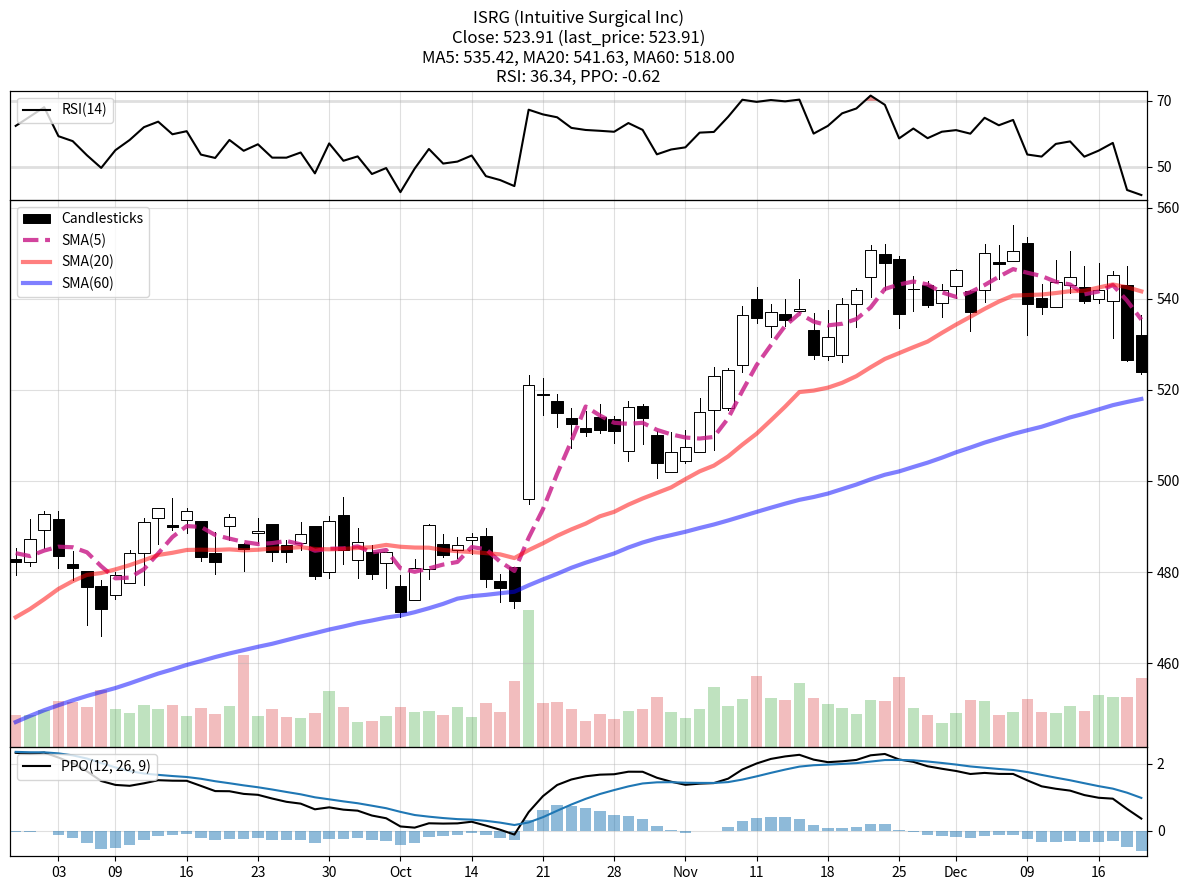 ISRG (Intuitive Surgical Inc)
Close: 523.91 (last_price: 523.91)
MA5: 535.42, MA20: 541.63, MA60: 518.00
RSI: 36.34, PPO: -0.62
RSI(14)
70
50
Candlesticks
SMA(5)
SMA(20)
SMA(60)
560
540
520
500
480
460
PPO(12, 26, 9)
2
0
03 09 16 23 30 Oct 14 21 28 Nov 11 18 25 Dec 09 16